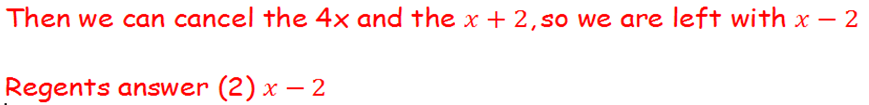 Then we can cancel the 4x and the x + 2, so we are left with x − 2
Regents answer (2) x − 2